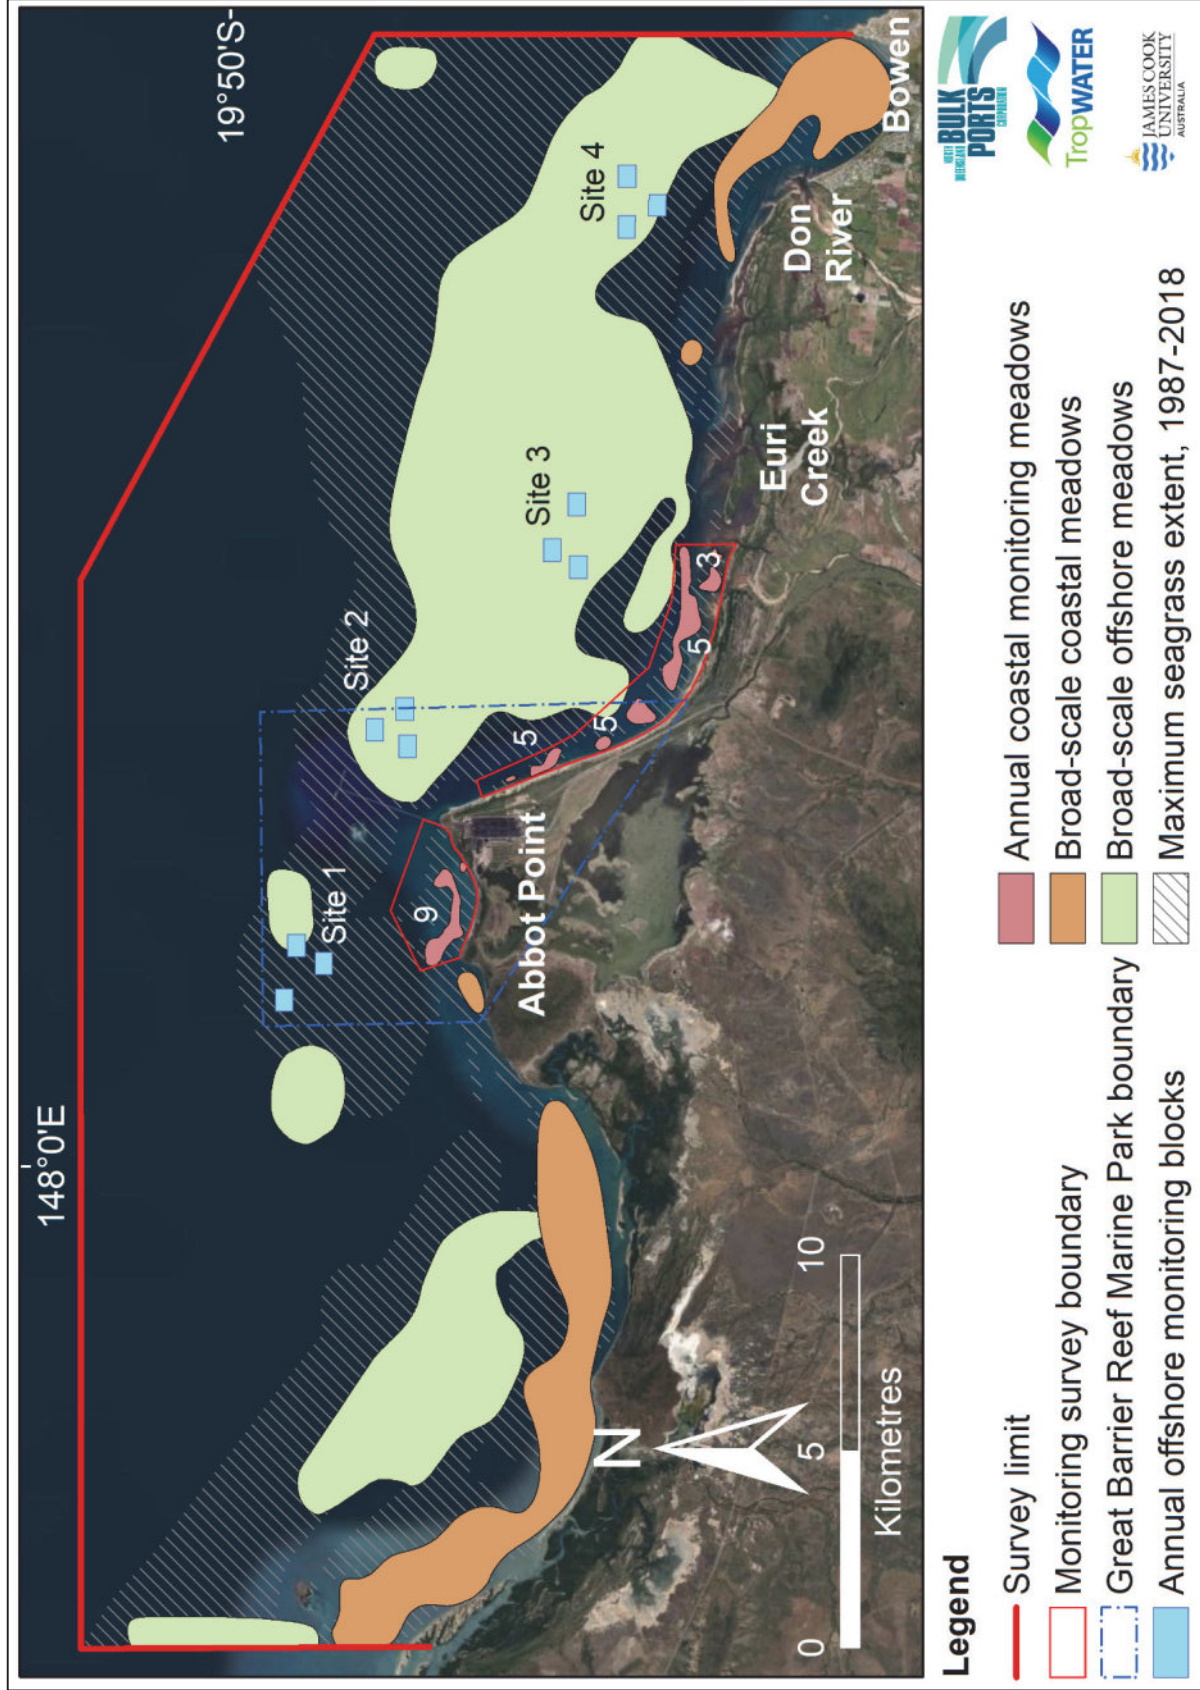 148°0'E
19°50'S
Site 1
Site 2
Site 3
Site 4
9
5
5
5
3
Abbot Point
Euri
Creek
Don
River
Bowen
N
0
5
10
Kilometres
Legend
Survey limit
Monitoring survey boundary
Great Barrier Reef Marine Park boundary
Annual offshore monitoring blocks
Annual coastal monitoring meadows
Broad-scale coastal meadows
Broad-scale offshore meadows
Maximum seagrass extent, 1987-2018
NORTH
QUEENSLAND
BULK
PORTS
CORPORATION
TropWATER
JAMES COOK
UNIVERSITY
AUSTRALIA